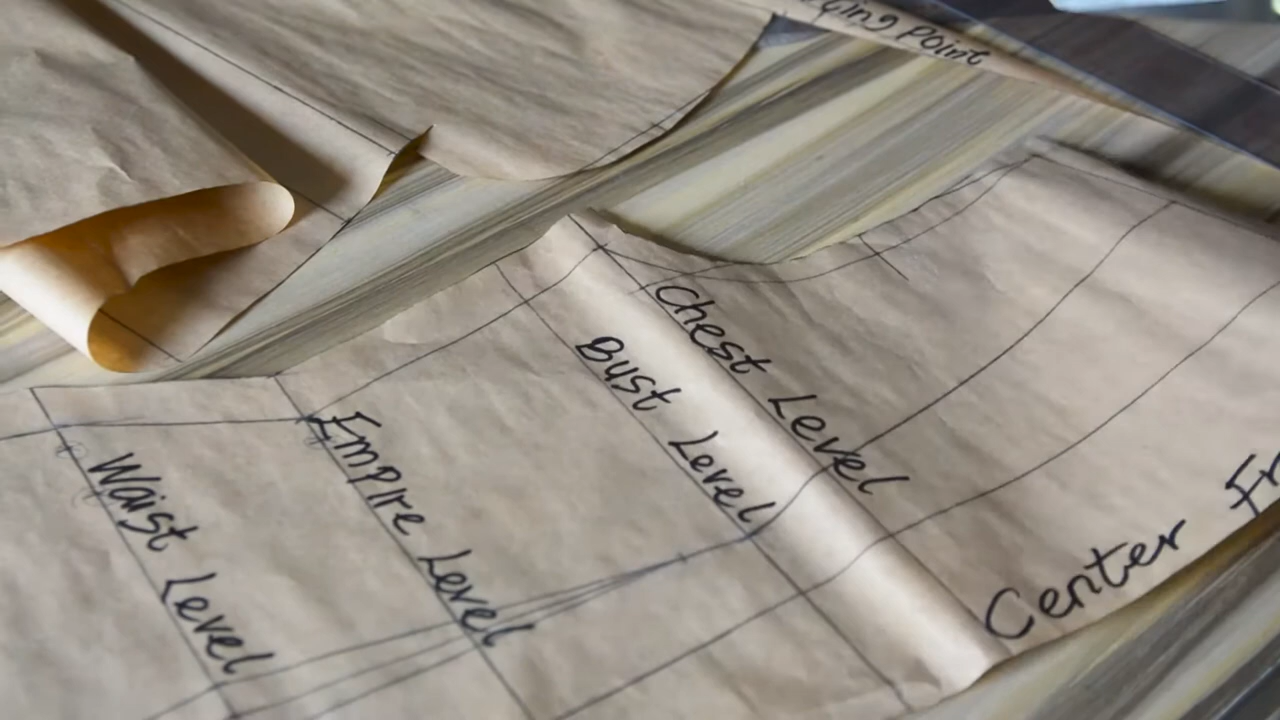 Point
Chest Level
Bust Level
Empire Level
Waist Level
Center